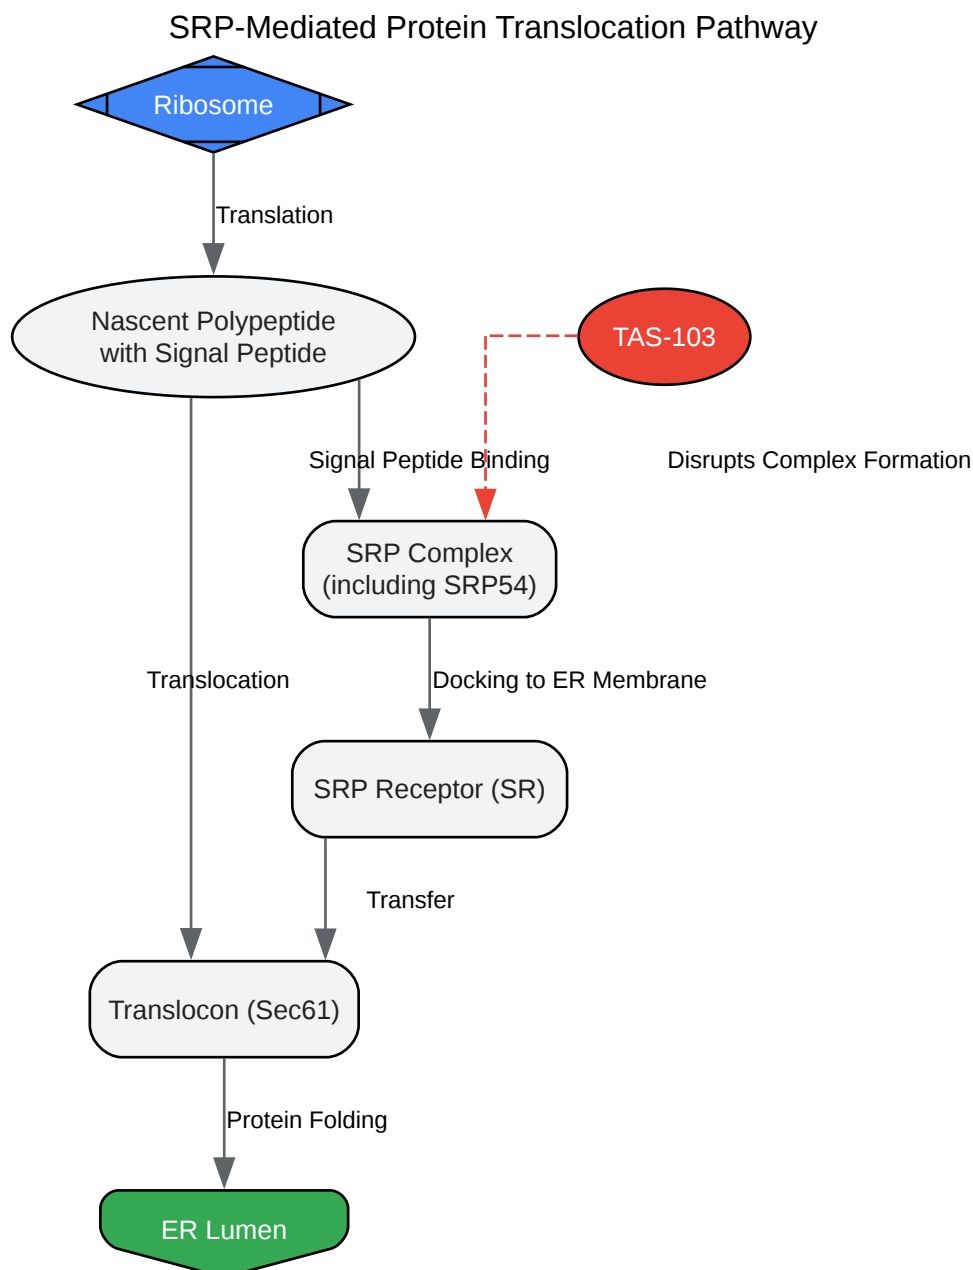 SRP-Mediated Protein Translocation Pathway
Ribosome
Translation
Nascent Polypeptide
with Signal Peptide
TAS-103
Signal Peptide Binding
Disrupts Complex Formation
SRP Complex
(including SRP54)
Translocation
Docking to ER Membrane
SRP Receptor (SR)
Transfer
Translocon (Sec61)
Protein Folding
ER Lumen